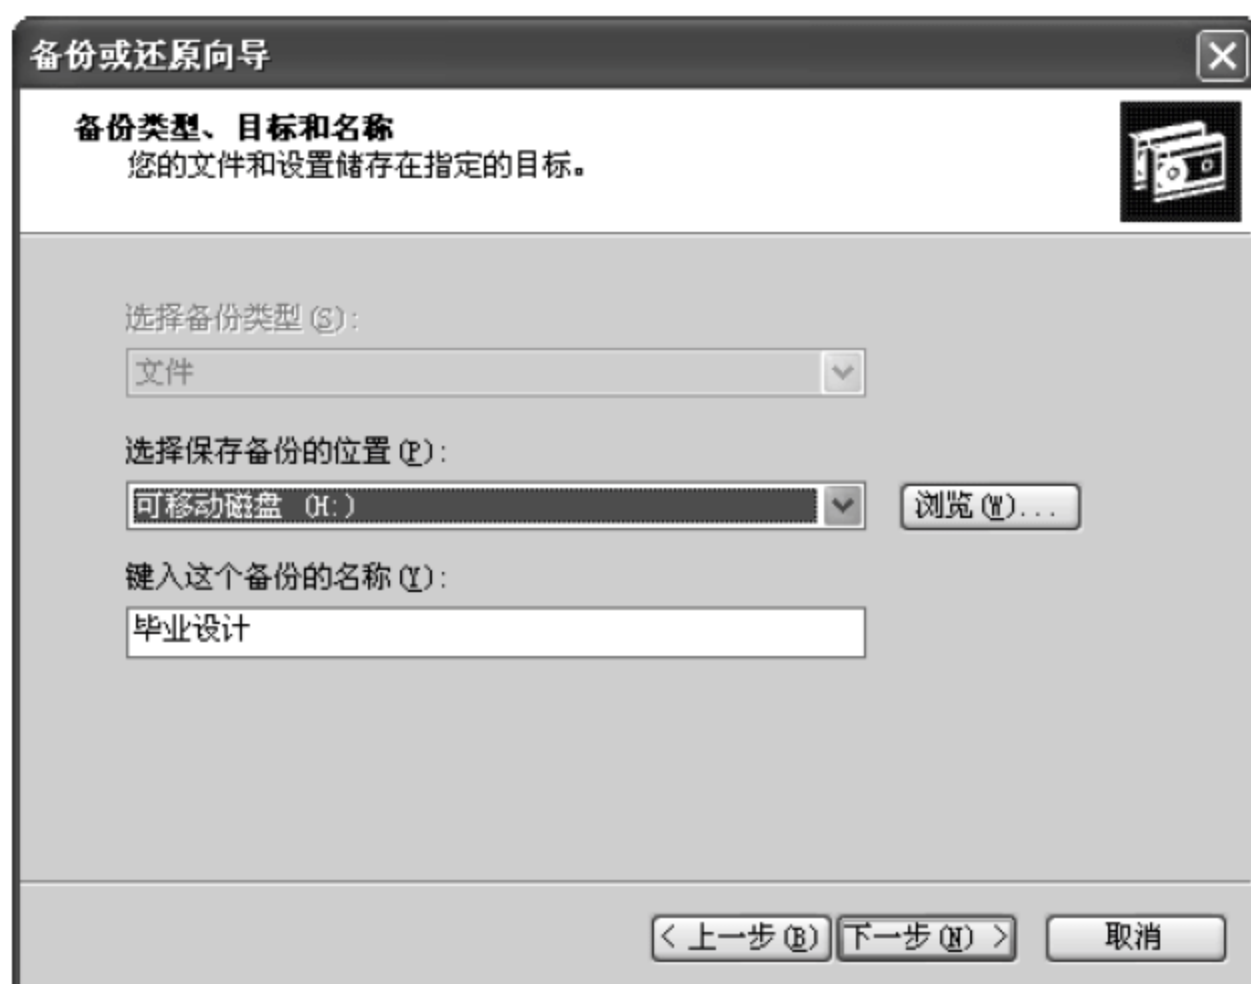 备份或还原向导
备份类型、目标和名称
您的文件和设置储存在指定的目标。
选择备份类型(S):
文件
选择保存备份的位置(P):
可移动磁盘 (H:)
浏览(W)...
键入这个备份的名称(Y):
毕业设计
< 上一步(B) 下一步(N) > 取消